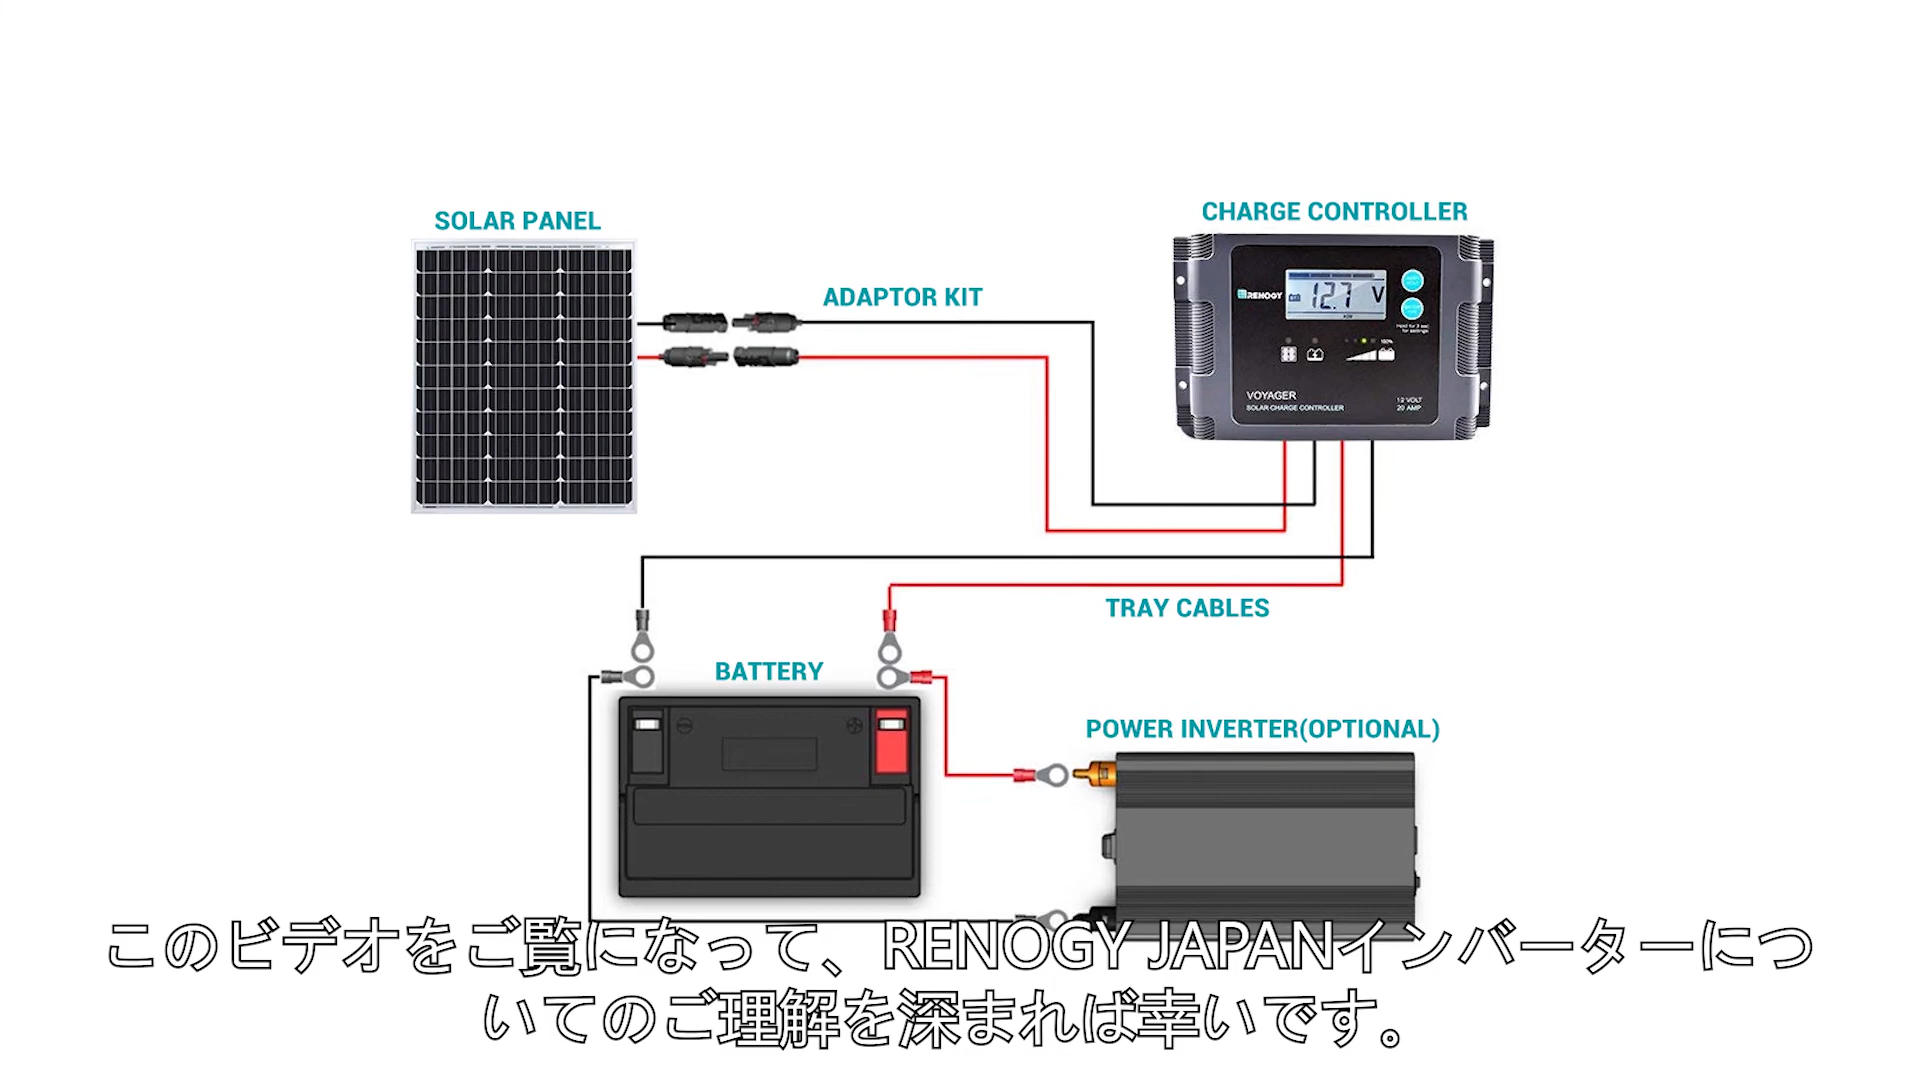 SOLAR PANEL
CHARGE CONTROLLER
ADAPTOR KIT
RENOGY
12.7 V
100%
VOYAGER
SOLAR CHARGE CONTROLLER
12 VOLT
20 AMP
TRAY CABLES
BATTERY
POWER INVERTER(OPTIONAL)
このビデオをご覧になって、RENOGY JAPANインバーターにつ
いてのご理解を深まれば幸いです。